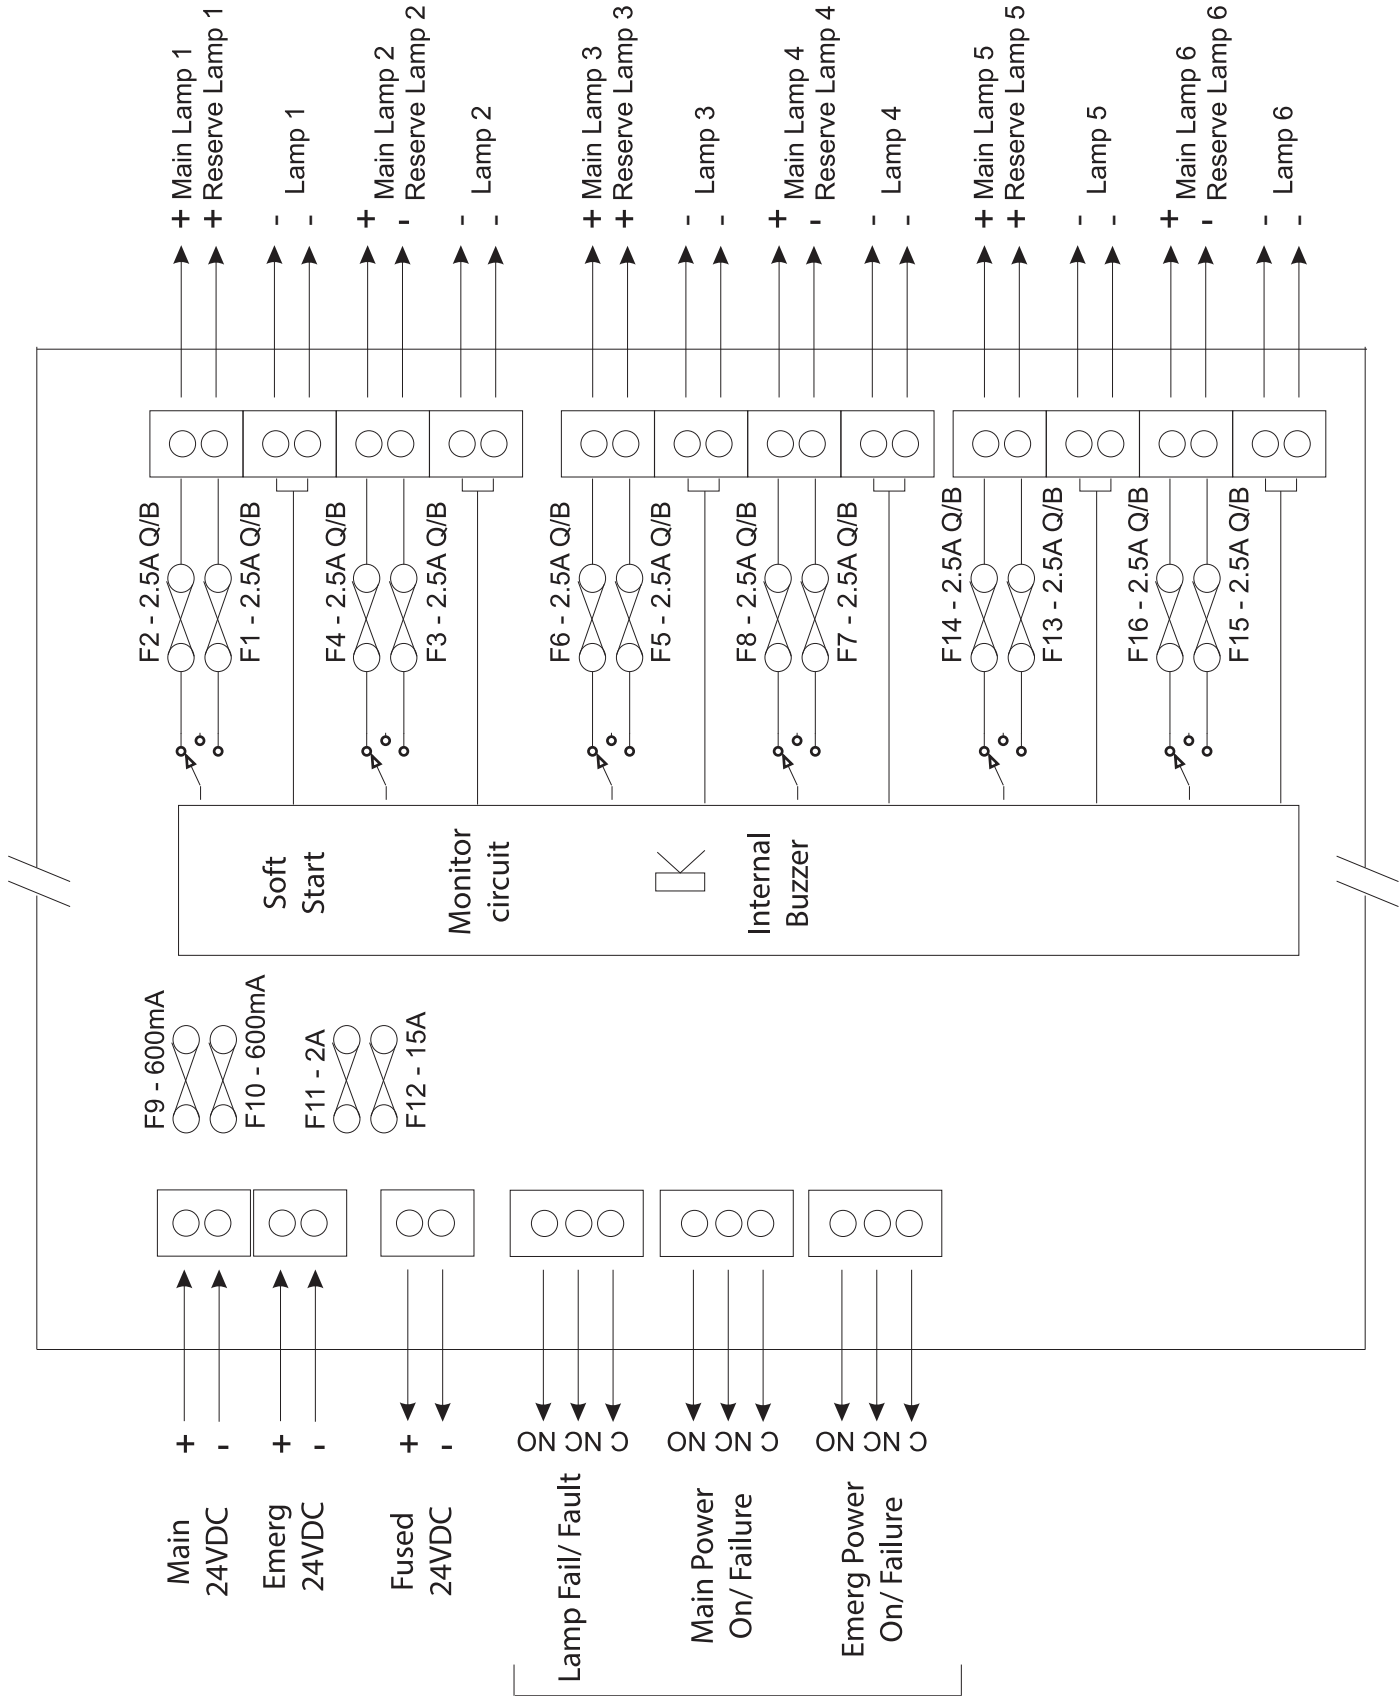 + Main Lamp 1
+ Reserve Lamp 1
-
- Lamp 1
+ Main Lamp 2
- Reserve Lamp 2
-
- Lamp 2
+ Main Lamp 3
+ Reserve Lamp 3
-
- Lamp 3
+ Main Lamp 4
- Reserve Lamp 4
-
- Lamp 4
+ Main Lamp 5
+ Reserve Lamp 5
-
- Lamp 5
+ Main Lamp 6
- Reserve Lamp 6
-
- Lamp 6
F2 - 2.5A Q/B
F1 - 2.5A Q/B
F4 - 2.5A Q/B
F3 - 2.5A Q/B
F6 - 2.5A Q/B
F5 - 2.5A Q/B
F8 - 2.5A Q/B
F7 - 2.5A Q/B
F14 - 2.5A Q/B
F13 - 2.5A Q/B
F16 - 2.5A Q/B
F15 - 2.5A Q/B
Soft
Start
Monitor
circuit
Internal
Buzzer
F9 - 600mA
F10 - 600mA
F11 - 2A
F12 - 15A
Main +
24VDC -
Emerg +
24VDC -
Fused +
24VDC -
Lamp Fail/ Fault
NO
NC
C
Main Power
On/ Failure
NO
NC
C
Emerg Power
On/ Failure
NO
NC
C